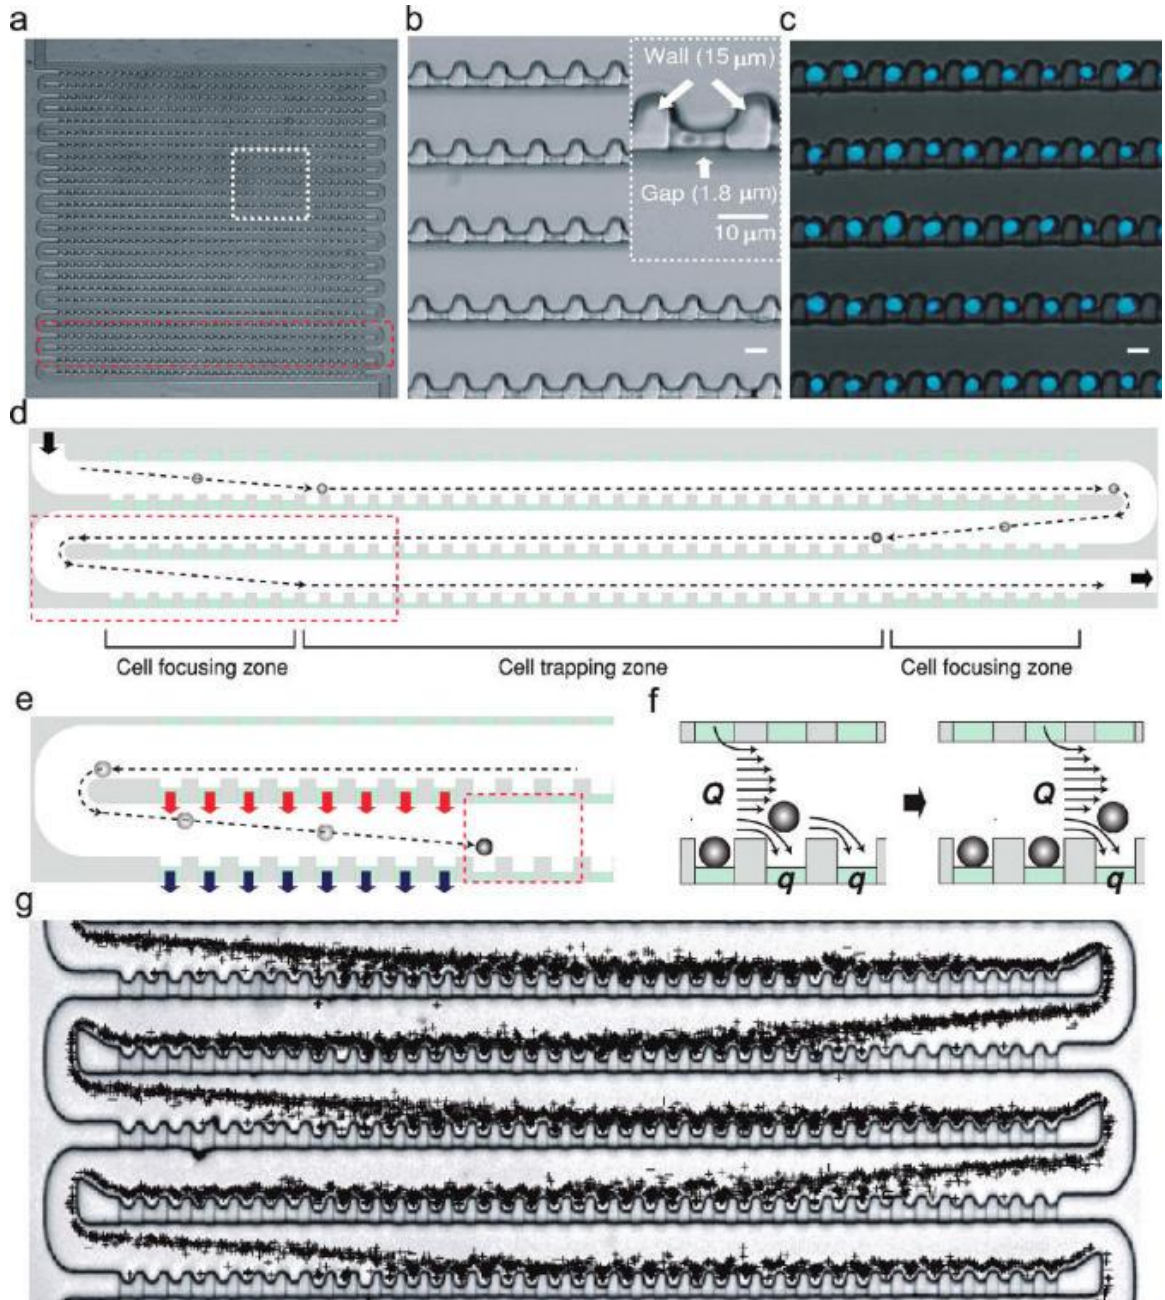 a
b
c
Wall (15 μm)
Gap (1.8 μm)
10 μm
d
Cell focusing zone
Cell trapping zone
Cell focusing zone
e
f
Q
q
q
Q
q
g